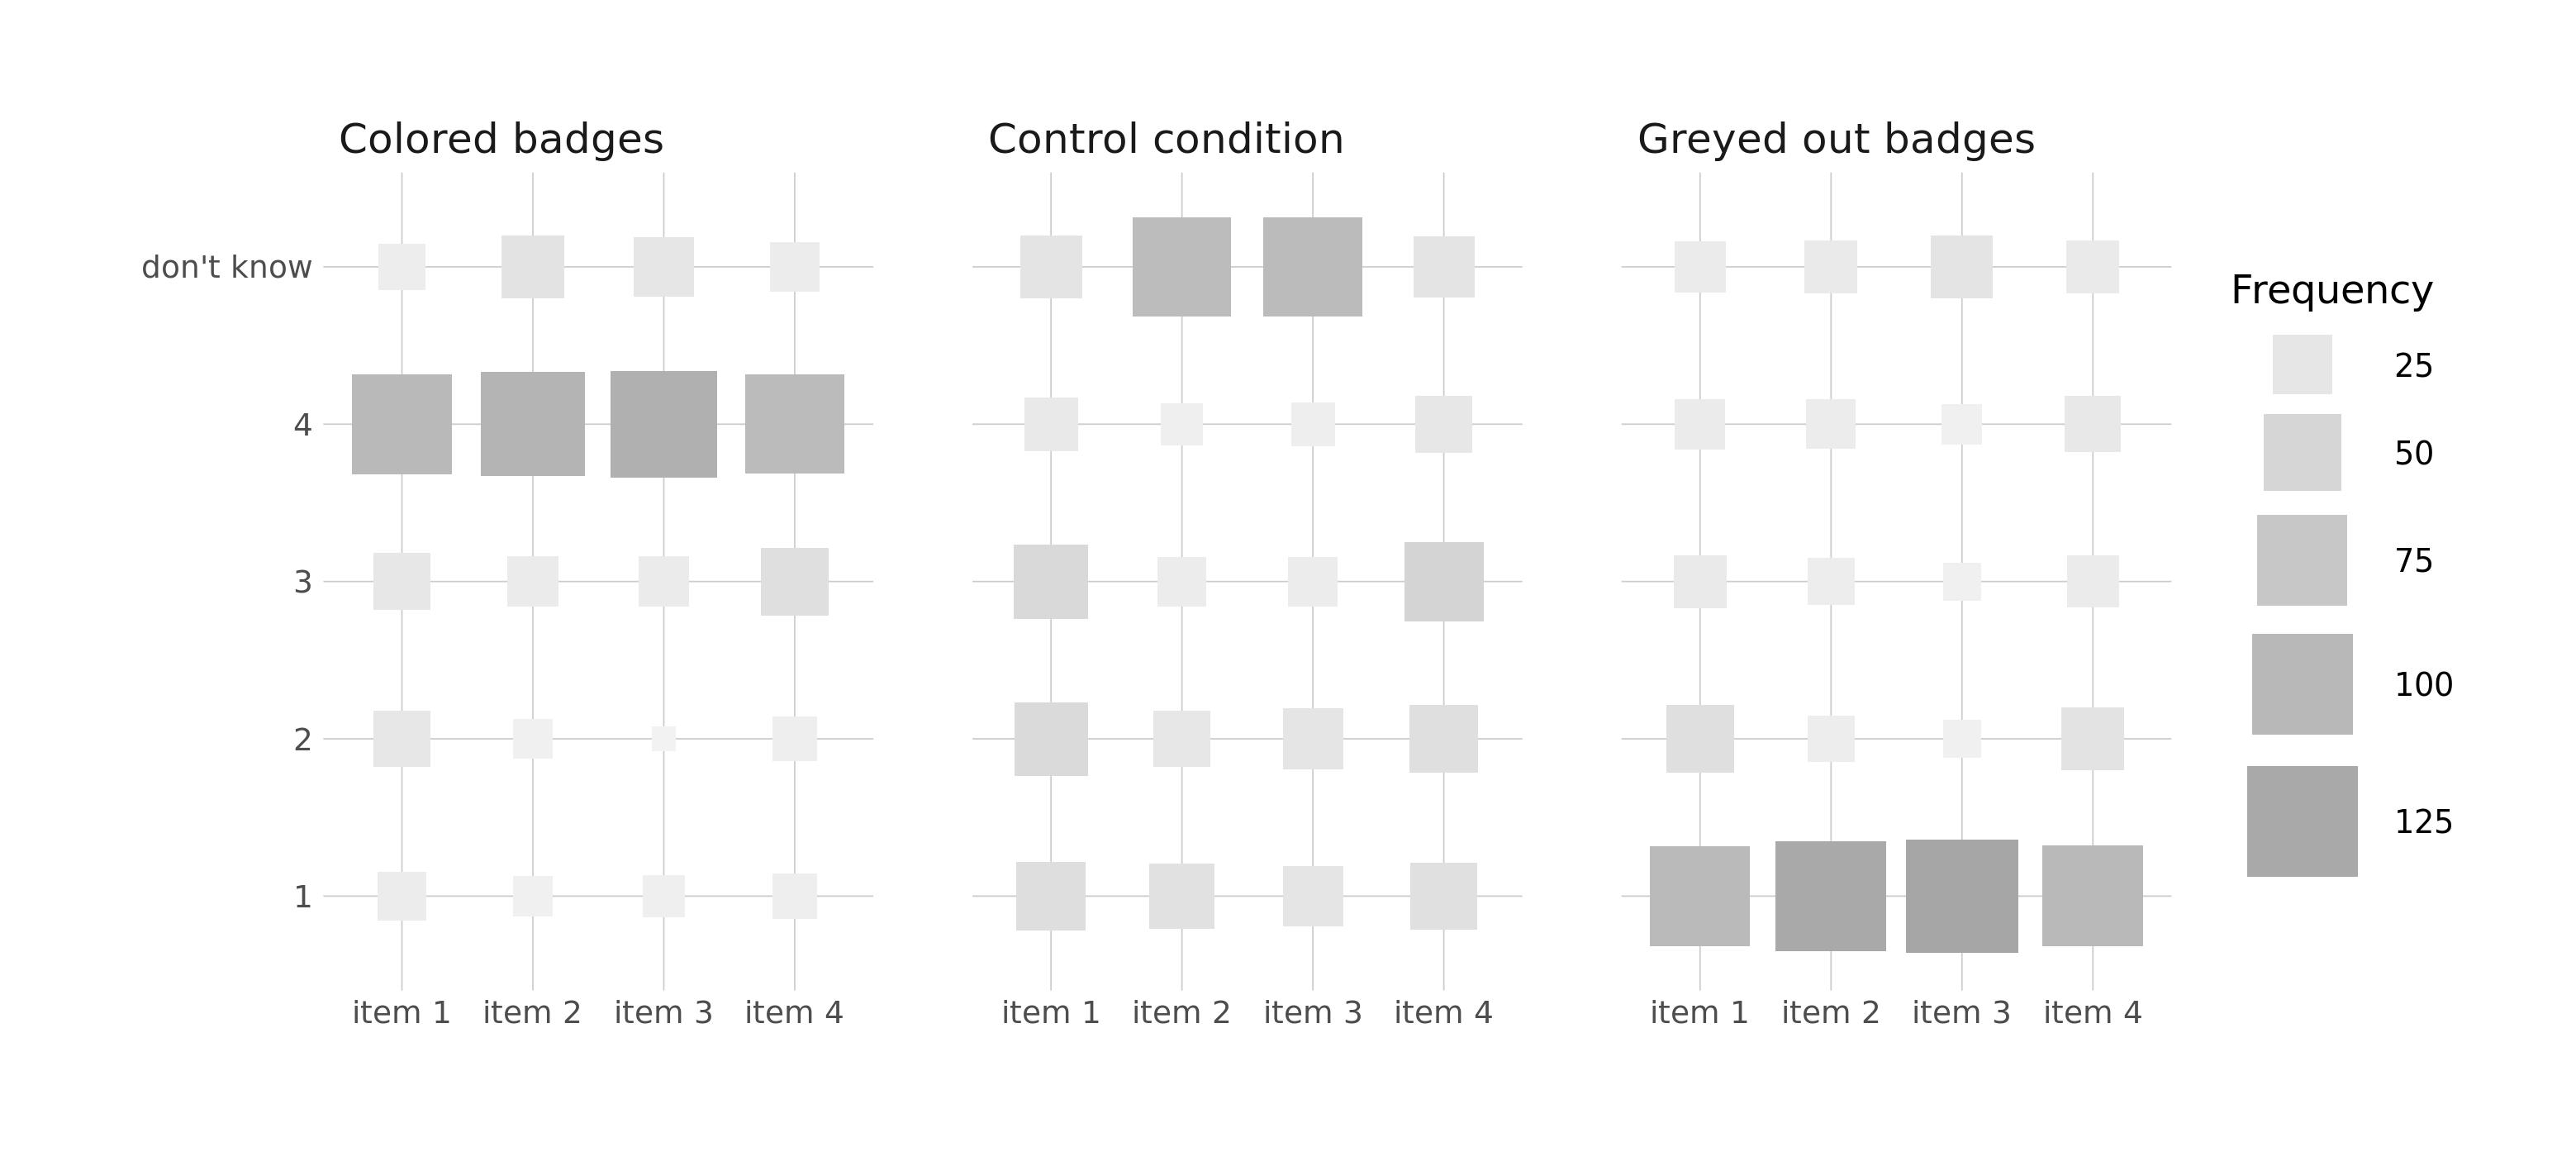 Colored badges
Control condition
Greyed out badges
don't know
4
3
2
1
item 1 item 2 item 3 item 4
item 1 item 2 item 3 item 4
item 1 item 2 item 3 item 4
Frequency
25
50
75
100
125